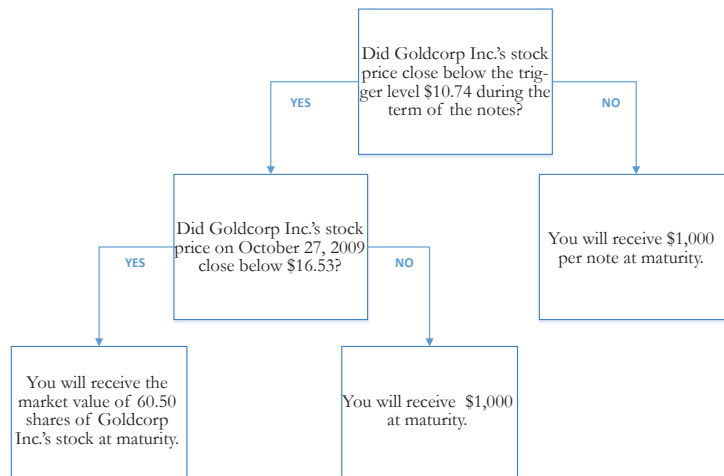 Did Goldcorp Inc.'s stock
price close below the trig-
ger level $10.74 during the
term of the notes?
YES
NO
Did Goldcorp Inc.'s stock
price on October 27, 2009
close below $16.53?
You will receive $1,000
per note at maturity.
YES
NO
You will receive the
market value of 60.50
shares of Goldcorp
Inc.'s stock at maturity.
You will receive $1,000
at maturity.